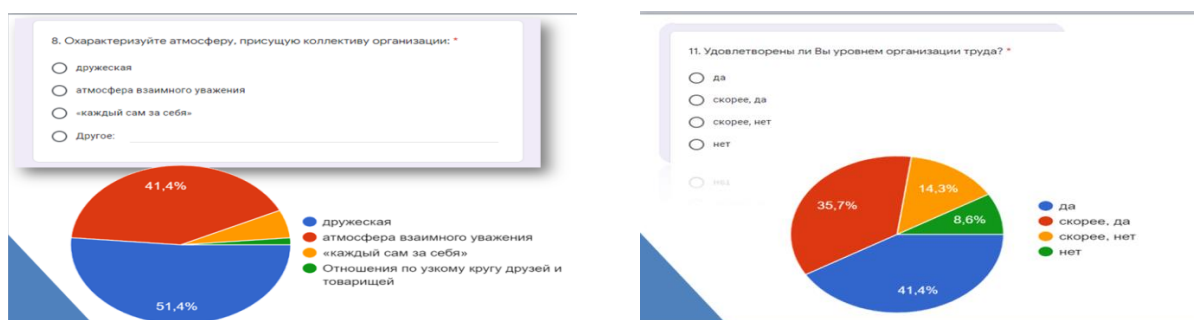 8. Охарактеризуйте атмосферу, присущую коллективу организации: *
дружеская
атмосфера взаимного уважения
«каждый сам за себя»
Другое:
41,4%
51,4%
дружеская
атмосфера взаимного уважения
«каждый сам за себя»
Отношения по узкому кругу друзей и
товарищей
11. Удовлетворены ли Вы уровнем организации труда? *
да
скорее, да
скорее, нет
нет
35,7%
14,3%
8,6%
41,4%
да
скорее, да
скорее, нет
нет